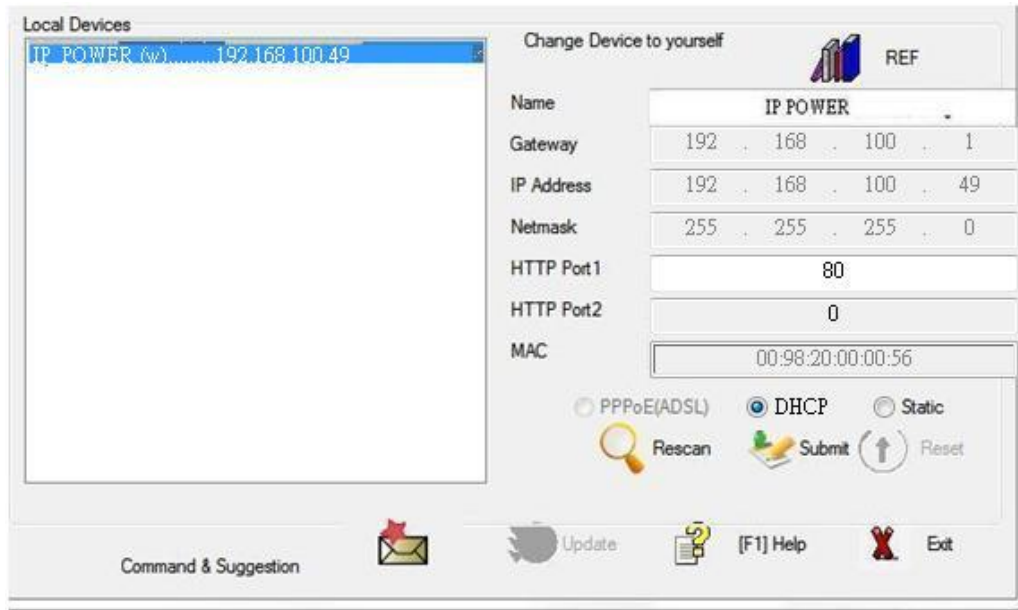 Local Devices
IP POWER (w)........192.168.100.49
Change Device to yourself
REF
Name IP POWER
Gateway 192 . 168 . 100 . 1
IP Address 192 . 168 . 100 . 49
Netmask 255 . 255 . 255 . 0
HTTP Port1 80
HTTP Port2 0
MAC 00:98:20:00:00:56
PPPoE(ADSL) DHCP Static
Rescan Submit Reset
Command & Suggestion Update [F1] Help Exit